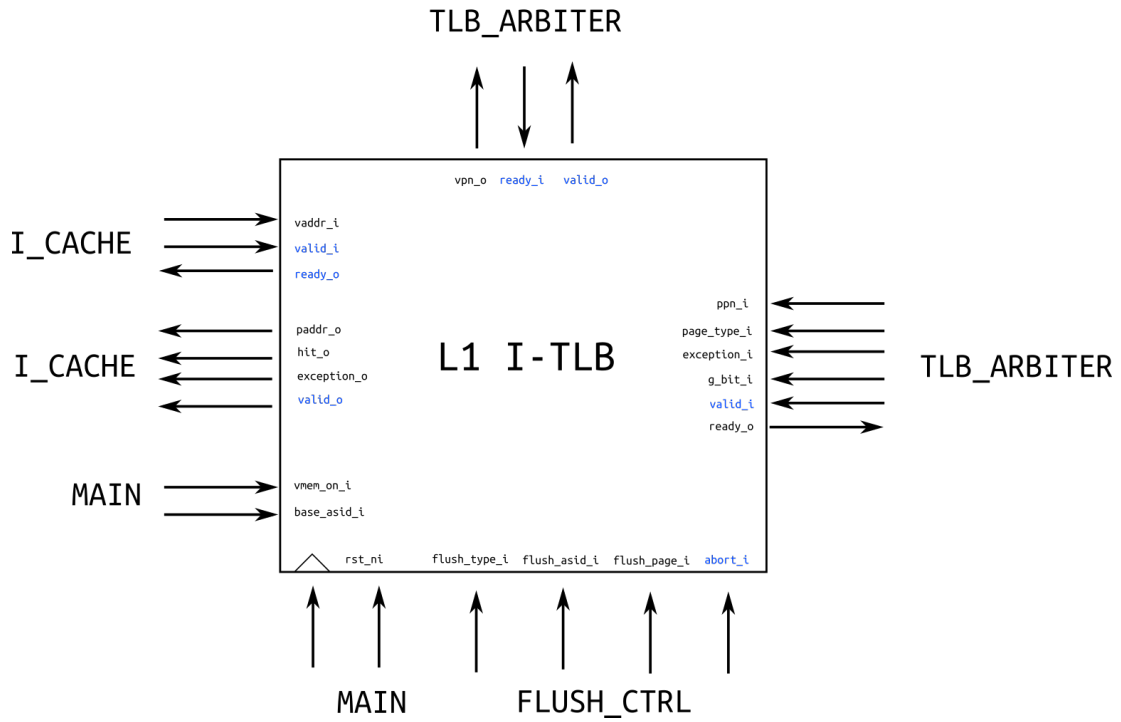 TLB_ARBITER
vpn_o ready_i valid_o
I_CACHE
vaddr_i
valid_i
ready_o
I_CACHE
paddr_o
hit_o
exception_o
valid_o
L1 I-TLB
ppn_i
page_type_i
exception_i
g_bit_i
valid_i
ready_o
TLB_ARBITER
MAIN
vmem_on_i
base_asid_i
rst_ni flush_type_i flush_asid_i flush_page_i abort_i
MAIN FLUSH_CTRL